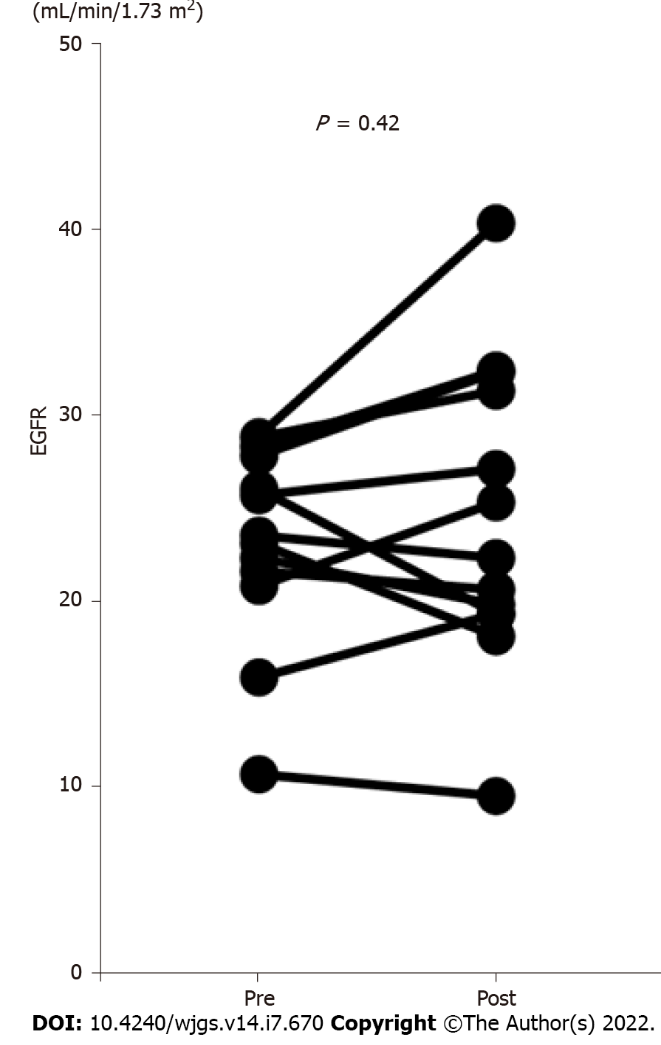 (mL/min/1.73 m²)
50
P = 0.42
40
30
EGFR
20
10
0
Pre Post
DOI: 10.4240/wjgs.v14.i7.670 Copyright ©The Author(s) 2022.